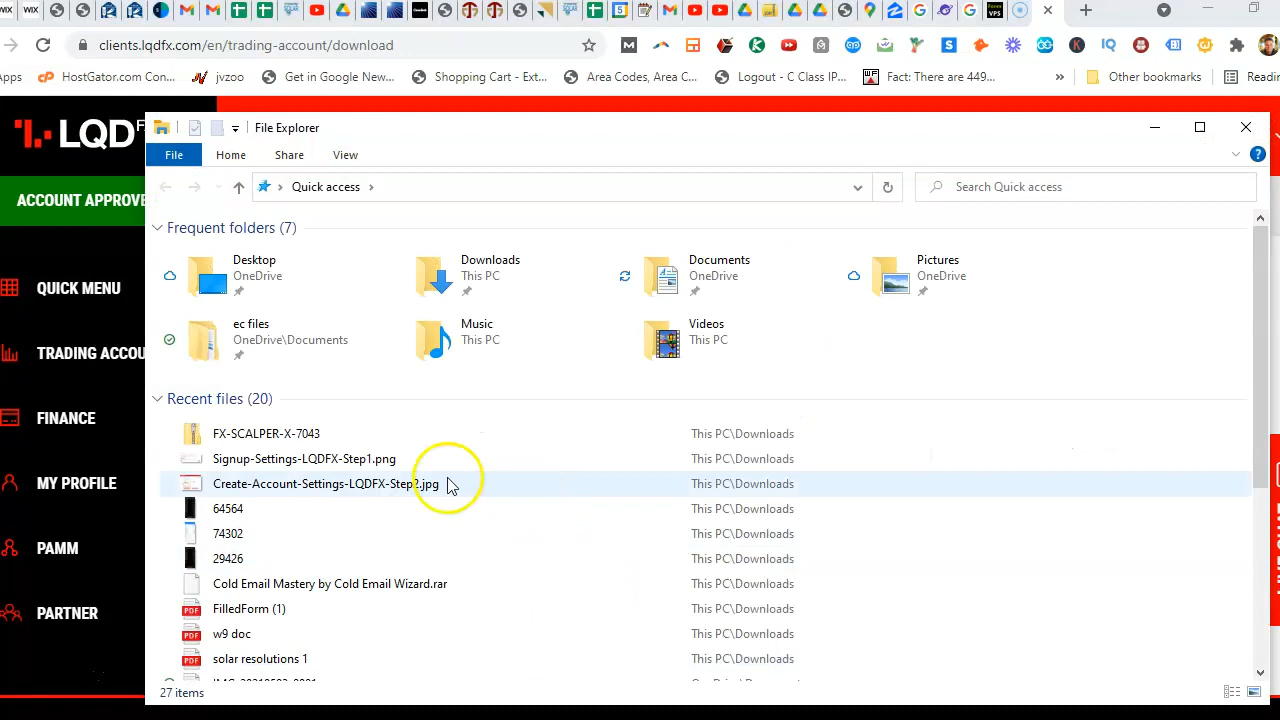 WIX
WIX
clients.lqdfx.com/en/trading-account/download
Apps
HostGator.com Con...
jvzoo
Get in Google New...
Shopping Cart - Ext...
Area Codes, Area C...
Logout - C Class IP...
Fact: There are 449...
»
Other bookmarks
Readin
LQDF
File Explorer
File
Home
Share
View
Quick access
Search Quick access
ACCOUNT APPROVE
Frequent folders (7)
Desktop
OneDrive
Downloads
This PC
Documents
OneDrive
Pictures
OneDrive
QUICK MENU
ec files
OneDrive\Documents
Music
This PC
Videos
This PC
TRADING ACCOU
Recent files (20)
FINANCE
FX-SCALPER-X-7043 This PC\Downloads
Signup-Settings-LQDFX-Step1.png This PC\Downloads
MY PROFILE
Create-Account-Settings-LQDFX-Step2.jpg This PC\Downloads
64564 This PC\Downloads
74302 This PC\Downloads
PAMM
29426 This PC\Downloads
Cold Email Mastery by Cold Email Wizard.rar This PC\Downloads
PARTNER
FilledForm (1) This PC\Downloads
w9 doc This PC\Downloads
solar resolutions 1 This PC\Downloads
27 items